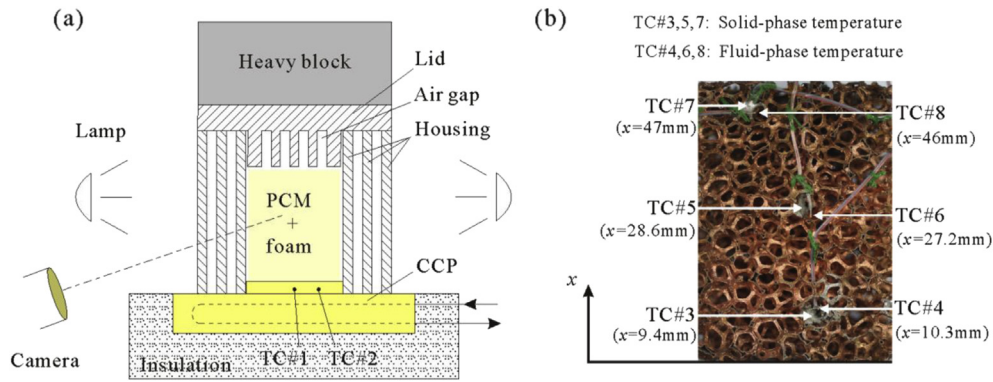 (a)
Heavy block
Lid
Air gap
Housing
Lamp
PCM
+
foam
CCP
Camera
Insulation
TC#1
TC#2
(b)
TC#3,5,7: Solid-phase temperature
TC#4,6,8: Fluid-phase temperature
TC#7
(x=47mm)
TC#8
(x=46mm)
TC#5
(x=28.6mm)
TC#6
(x=27.2mm)
x
TC#3
(x=9.4mm)
TC#4
(x=10.3mm)